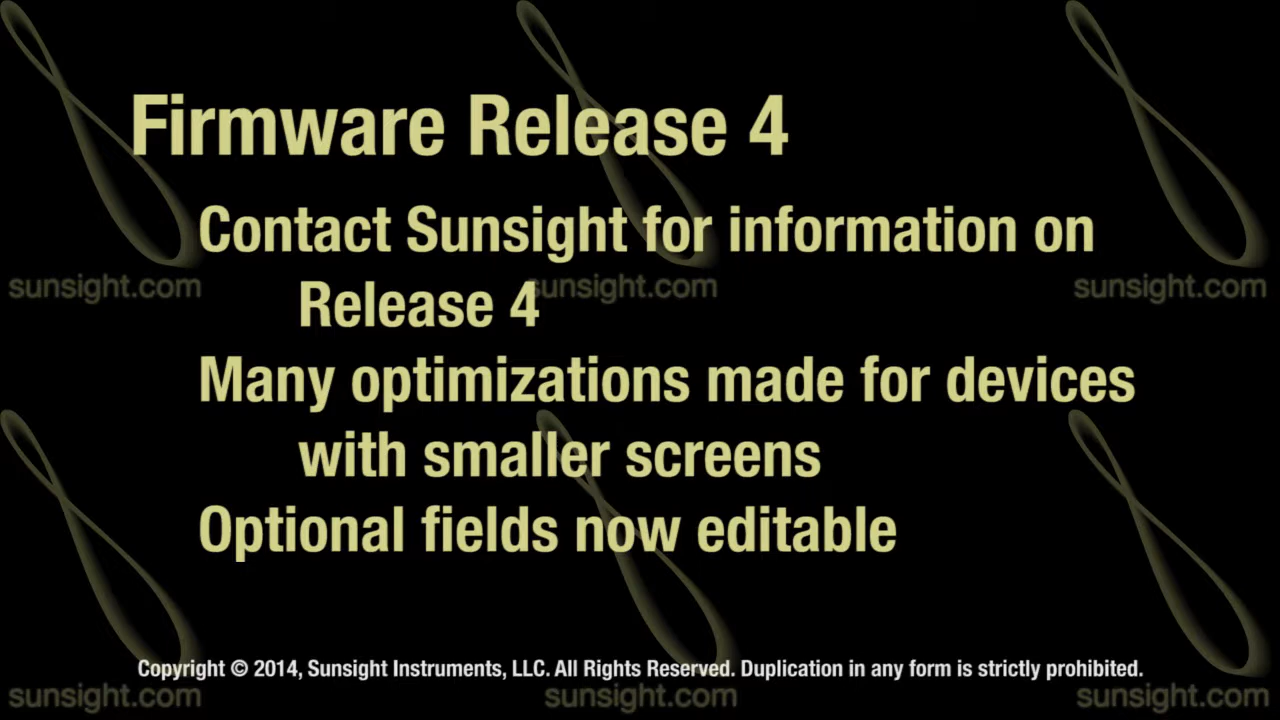 Firmware Release 4
Contact Sunsight for information on
Release 4
sunsight.com sunsight.com sunsight.com
Many optimizations made for devices
with smaller screens
Optional fields now editable
Copyright © 2014, Sunsight Instruments, LLC. All Rights Reserved. Duplication in any form is strictly prohibited.
sunsight.com sunsight.com sunsight.com